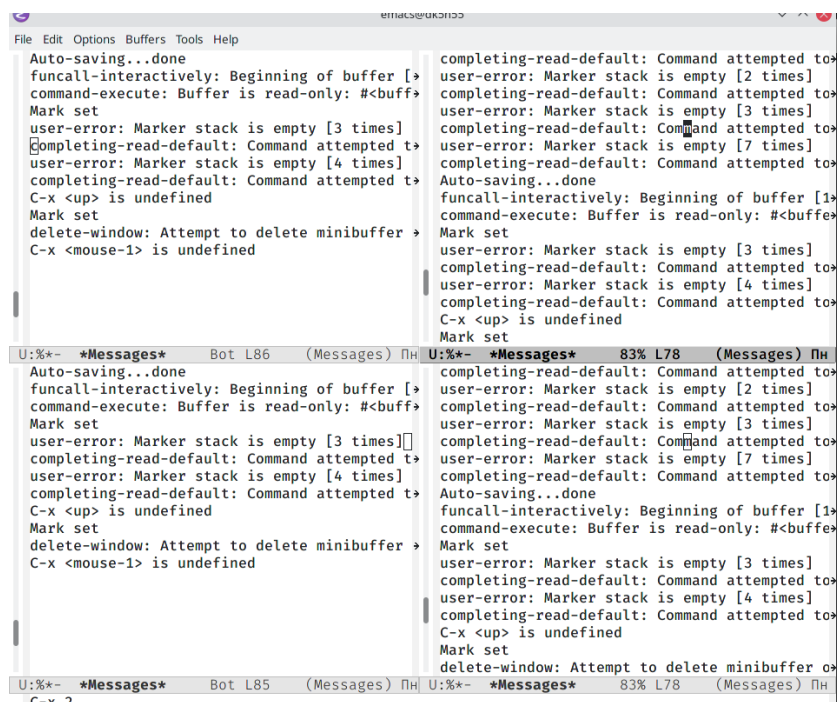 emacs@dk5n55
File Edit Options Buffers Tools Help
Auto-saving...done
funcall-interactively: Beginning of buffer [
command-execute: Buffer is read-only: #<buff
Mark set
user-error: Marker stack is empty [3 times]
completing-read-default: Command attempted t
user-error: Marker stack is empty [4 times]
completing-read-default: Command attempted t
C-x <up> is undefined
Mark set
delete-window: Attempt to delete minibuffer
C-x <mouse-1> is undefined
U:%*- *Messages* Bot L86 (Messages) Пн
completing-read-default: Command attempted to
user-error: Marker stack is empty [2 times]
completing-read-default: Command attempted to
user-error: Marker stack is empty [3 times]
completing-read-default: Command attempted to
user-error: Marker stack is empty [7 times]
completing-read-default: Command attempted to
Auto-saving...done
funcall-interactively: Beginning of buffer [1
command-execute: Buffer is read-only: #<buffe
Mark set
user-error: Marker stack is empty [3 times]
completing-read-default: Command attempted to
user-error: Marker stack is empty [4 times]
completing-read-default: Command attempted to
C-x <up> is undefined
Mark set
U:%*- *Messages* 83% L78 (Messages) Пн
Auto-saving...done
funcall-interactively: Beginning of buffer [
command-execute: Buffer is read-only: #<buff
Mark set
user-error: Marker stack is empty [3 times]
completing-read-default: Command attempted t
user-error: Marker stack is empty [4 times]
completing-read-default: Command attempted t
C-x <up> is undefined
Mark set
delete-window: Attempt to delete minibuffer
C-x <mouse-1> is undefined
U:%*- *Messages* Bot L85 (Messages) Пн
completing-read-default: Command attempted to
user-error: Marker stack is empty [2 times]
completing-read-default: Command attempted to
user-error: Marker stack is empty [3 times]
completing-read-default: Command attempted to
user-error: Marker stack is empty [7 times]
completing-read-default: Command attempted to
Auto-saving...done
funcall-interactively: Beginning of buffer [1
command-execute: Buffer is read-only: #<buffe
Mark set
user-error: Marker stack is empty [3 times]
completing-read-default: Command attempted to
user-error: Marker stack is empty [4 times]
completing-read-default: Command attempted to
C-x <up> is undefined
Mark set
delete-window: Attempt to delete minibuffer o
U:%*- *Messages* 83% L78 (Messages) Пн
C-x 2